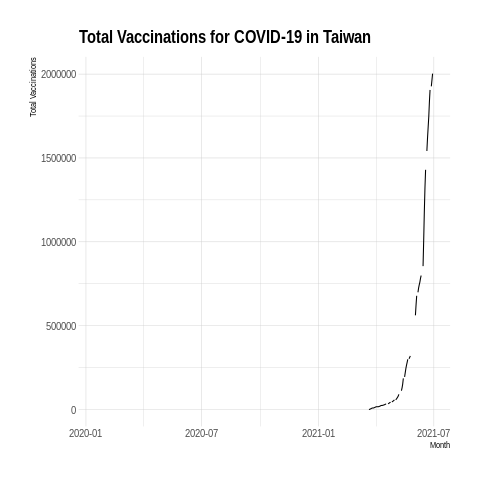 Total Vaccinations for COVID-19 in Taiwan
Total Vaccinations
2000000
1500000
1000000
500000
0
2020-01 2020-07 2021-01 2021-07
Month